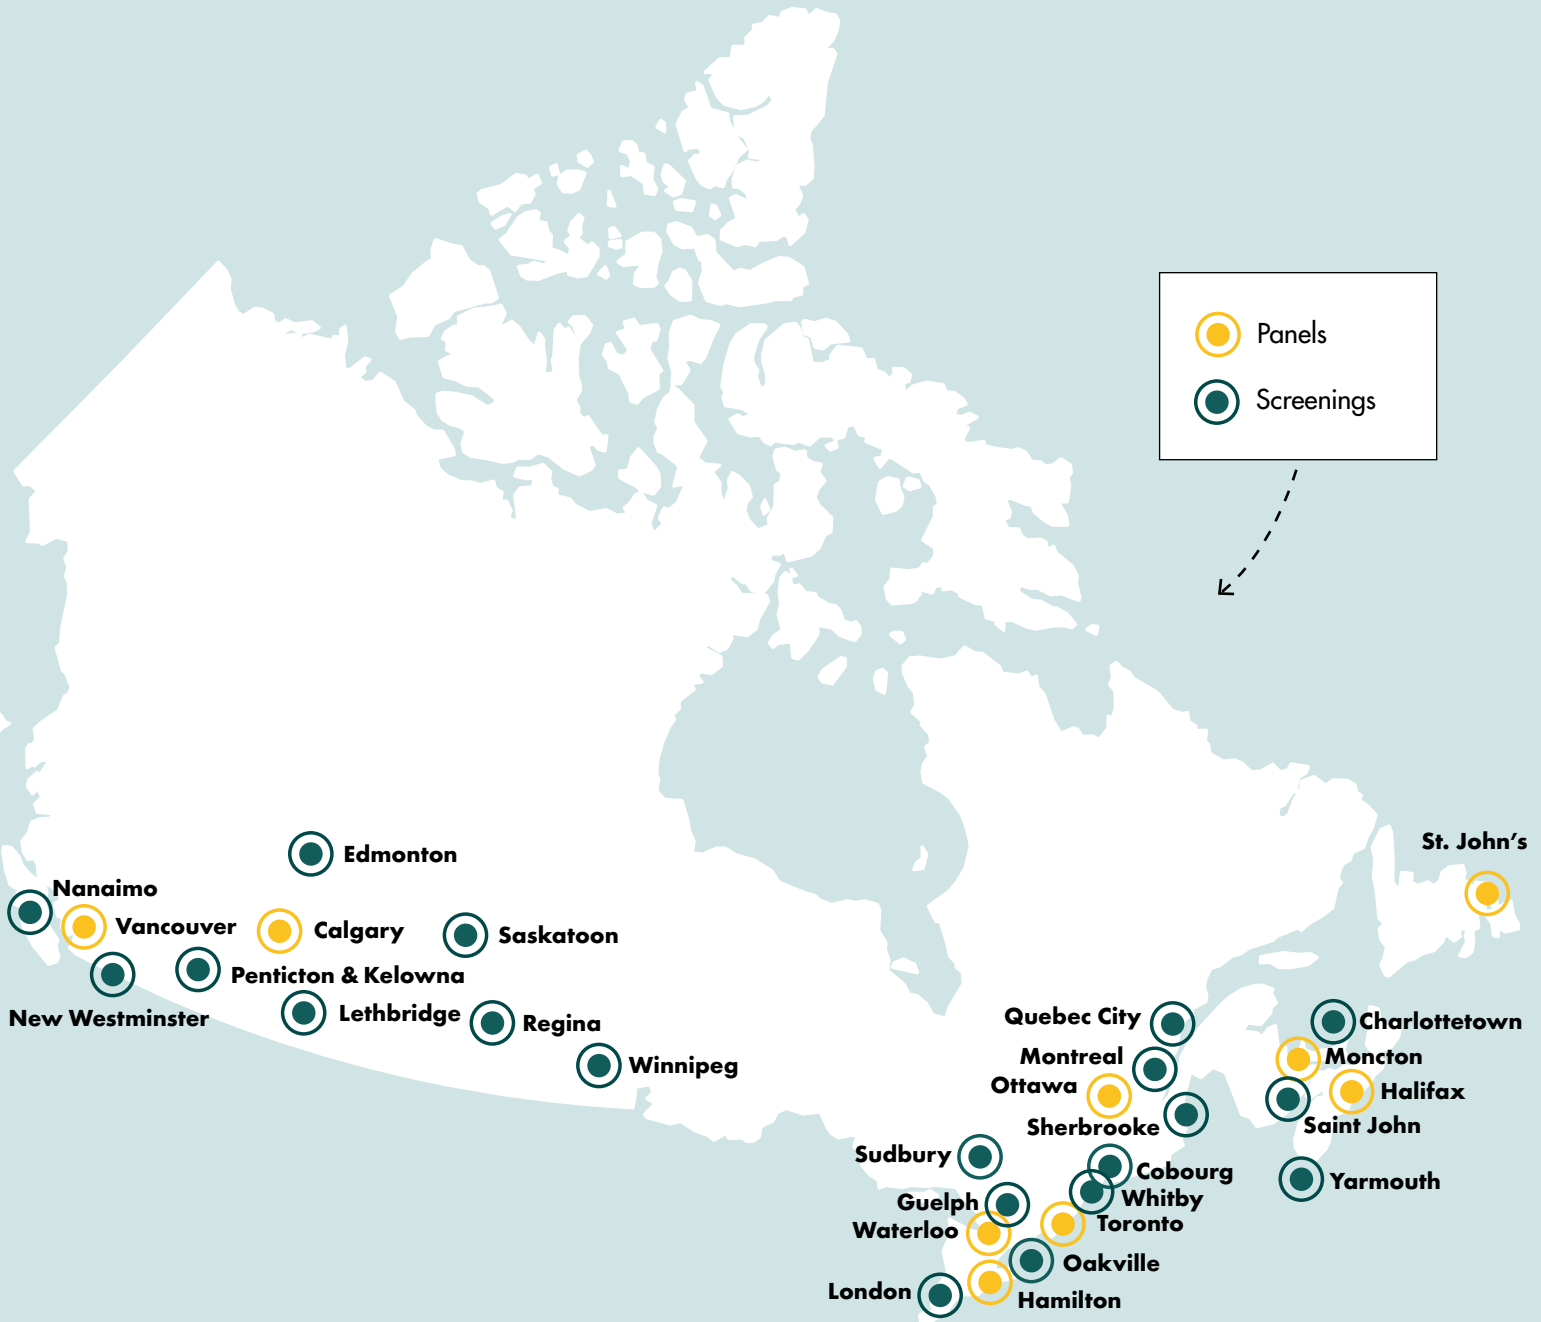 Panels
Screenings
St. John's
Edmonton
Nanaimo
Vancouver
Calgary
Saskatoon
Penticton & Kelowna
New Westminster
Lethbridge
Regina
Winnipeg
Quebec City
Charlottetown
Montreal
Moncton
Ottawa
Halifax
Sherbrooke
Saint John
Sudbury
Cobourg
Yarmouth
Guelph
Whitby
Waterloo
Toronto
Oakville
London
Hamilton